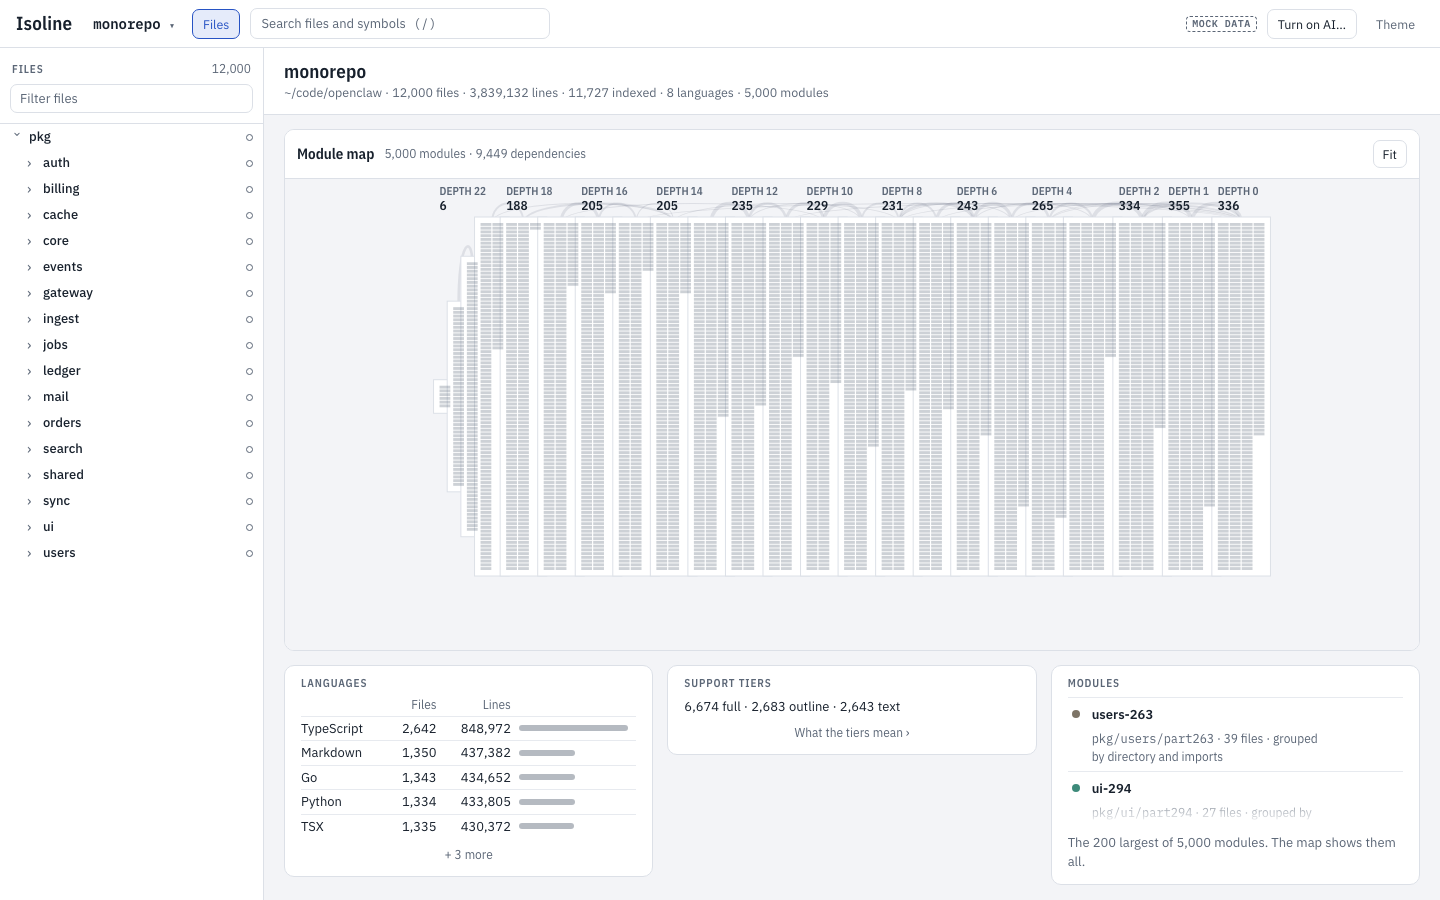 Isoline
monorepo
Files
Search files and symbols (/)
MOCK DATA
Turn on AI...
Theme
FILES
12,000
Filter files
pkg
auth
billing
cache
core
events
gateway
ingest
jobs
ledger
mail
orders
search
shared
sync
ui
users
monorepo
~/code/openclaw · 12,000 files · 3,839,132 lines · 11,727 indexed · 8 languages · 5,000 modules
Module map 5,000 modules · 9,449 dependencies
Fit
DEPTH 22 DEPTH 18 DEPTH 16 DEPTH 14 DEPTH 12 DEPTH 10 DEPTH 8 DEPTH 6 DEPTH 4 DEPTH 2 DEPTH 1 DEPTH 0
6 188 205 205 235 229 231 243 265 334 355 336
LANGUAGES
Files Lines
TypeScript 2,642 848,972
Markdown 1,350 437,382
Go 1,343 434,652
Python 1,334 433,805
TSX 1,335 430,372
+ 3 more
SUPPORT TIERS
6,674 full · 2,683 outline · 2,643 text
What the tiers mean ›
MODULES
users-263
pkg/users/part263 · 39 files · grouped
by directory and imports
ui-294
pkg/ui/part294 · 27 files · grouped by
The 200 largest of 5,000 modules. The map shows them
all.